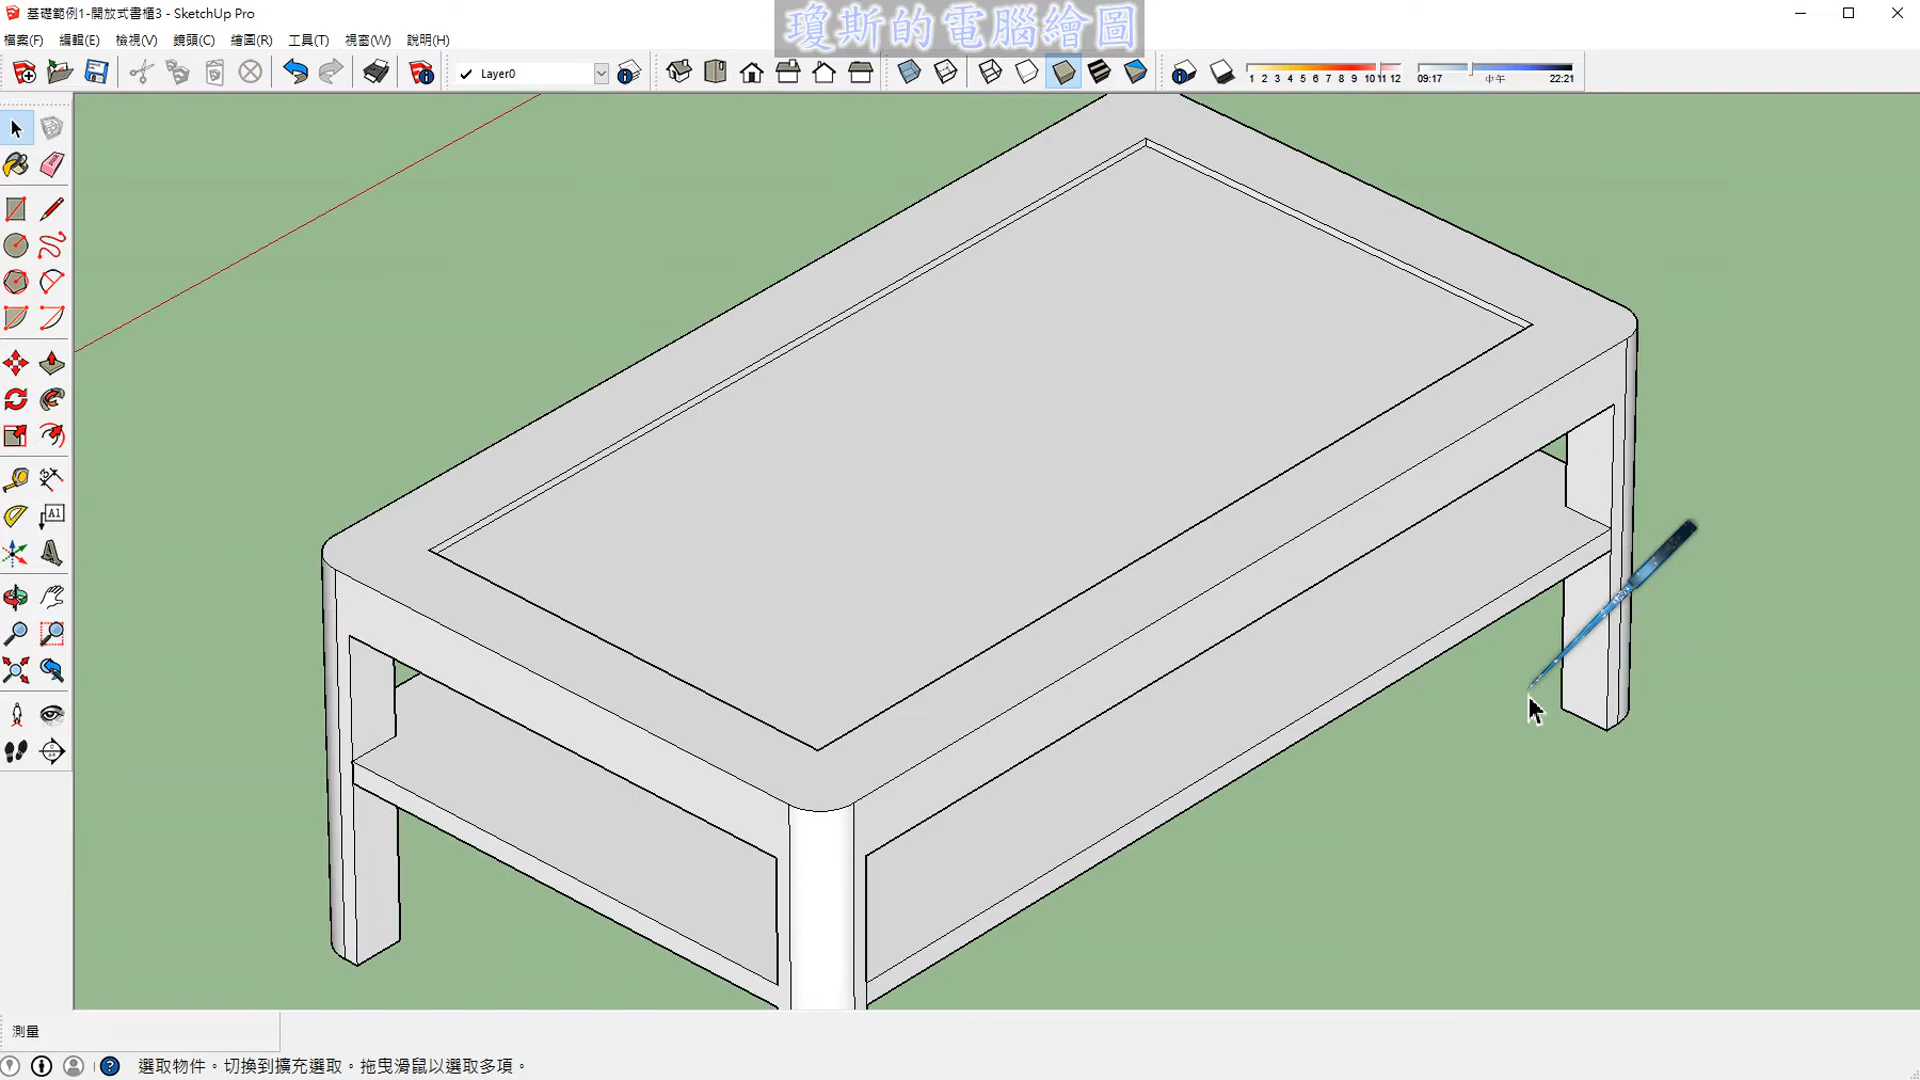 基礎範例1-開放式書櫃3 - SketchUp Pro
瓊斯的電腦繪圖
檔案(F) 編輯(E) 檢視(V) 鏡頭(C) 繪圖(R) 工具(T) 視窗(W) 說明(H)
Layer0
1 2 3 4 5 6 7 8 9 10 11 12
09:17 中午 22:21
A1
測量
選取物件。切換到擴充選取。拖曳滑鼠以選取多項。